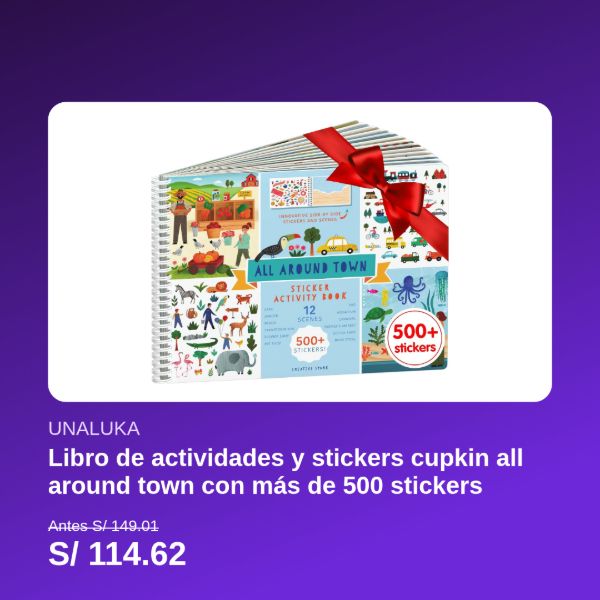 INNOVATIVE SIDE-BY-SIDE
STICKERS AND SCENES
ALL AROUND TOWN
STICKER
ACTIVITY BOOK
12
SCENES
500+
STICKERS!
500+
stickers
UNALUKA
Libro de actividades y stickers cupkin all
around town con más de 500 stickers
Antes S/ 149.01
S/ 114.62